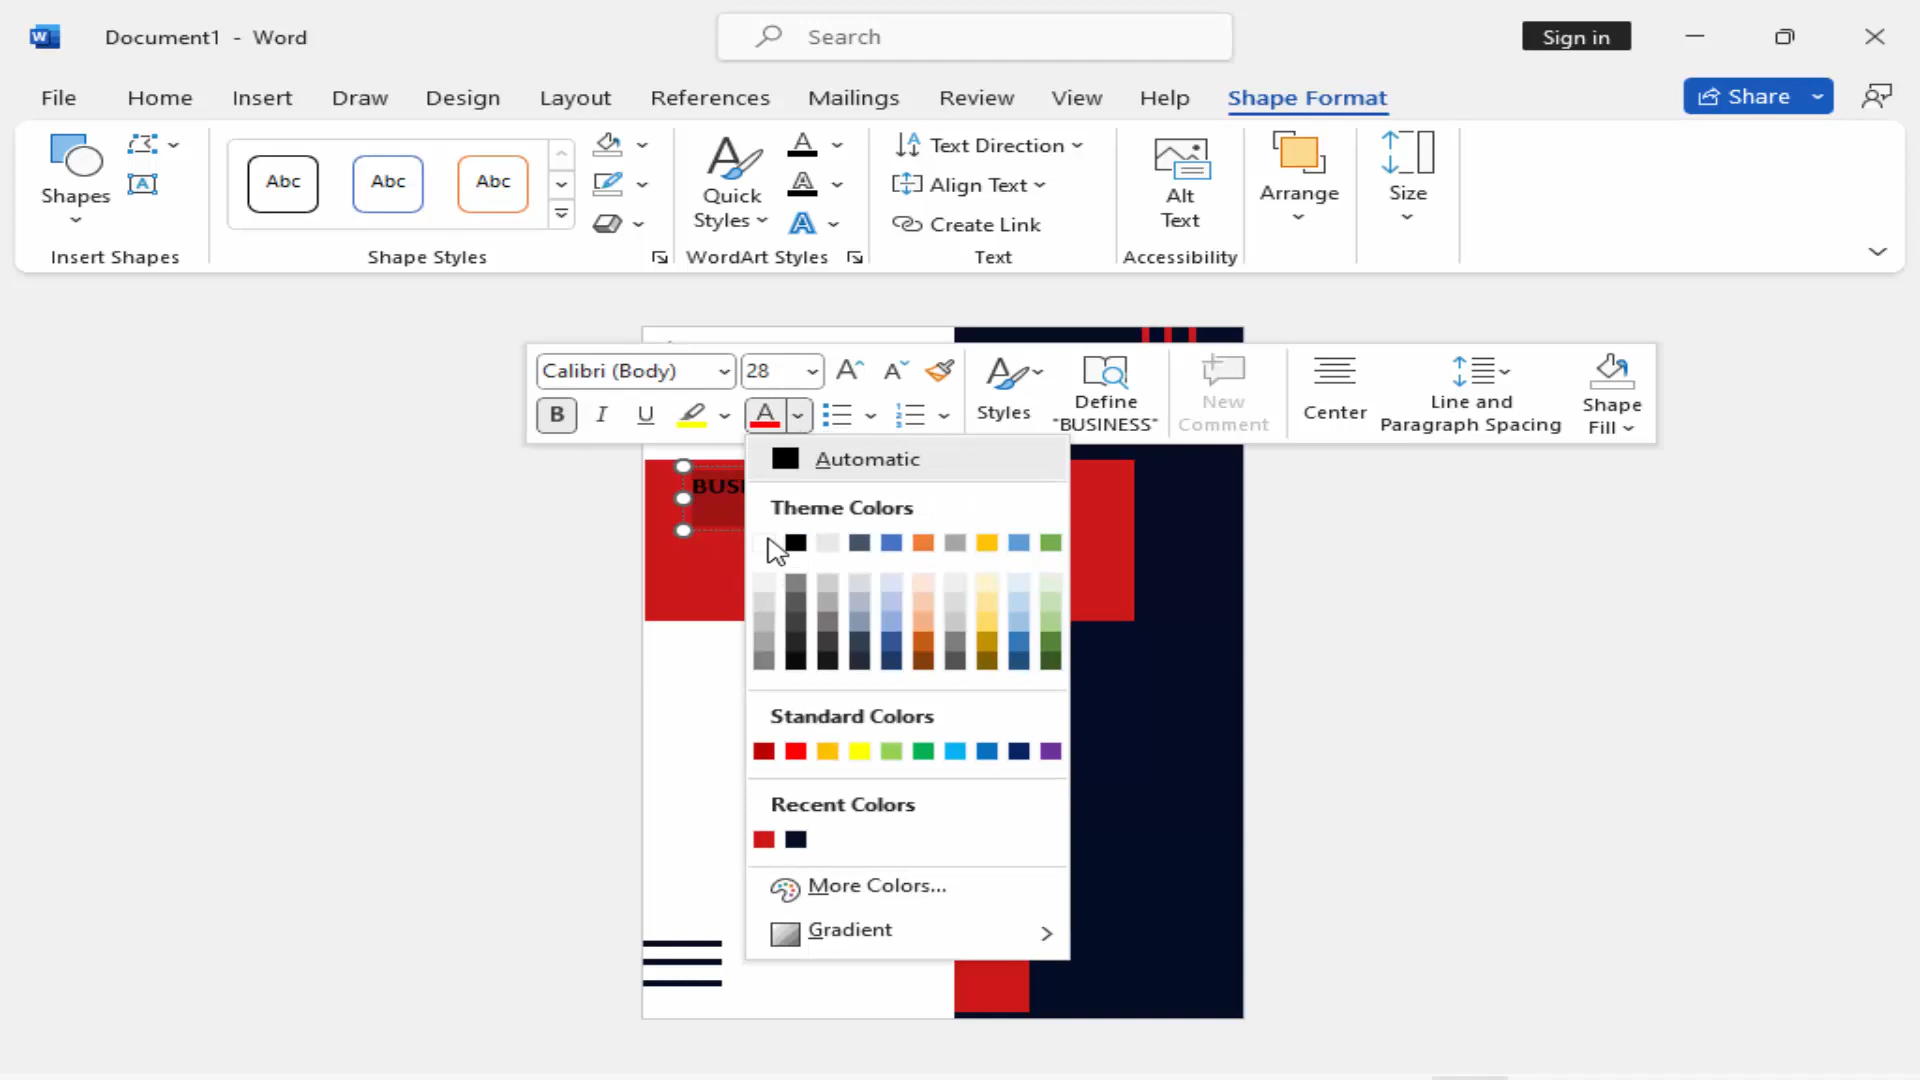 Document1 - Word
Search
Sign in
File Home Insert Draw Design Layout References Mailings Review View Help Shape Format
Share
Shapes
Insert Shapes
Abc Abc Abc
Shape Styles
Quick
Styles
WordArt Styles
Text Direction
Align Text
Create Link
Text
Alt
Text
Accessibility
Arrange
Size
Calibri (Body) 28
B I U
Styles
Define
"BUSINESS"
New
Comment
Center
Line and
Paragraph Spacing
Shape
Fill
BUSI
Automatic
Theme Colors
Standard Colors
Recent Colors
More Colors...
Gradient